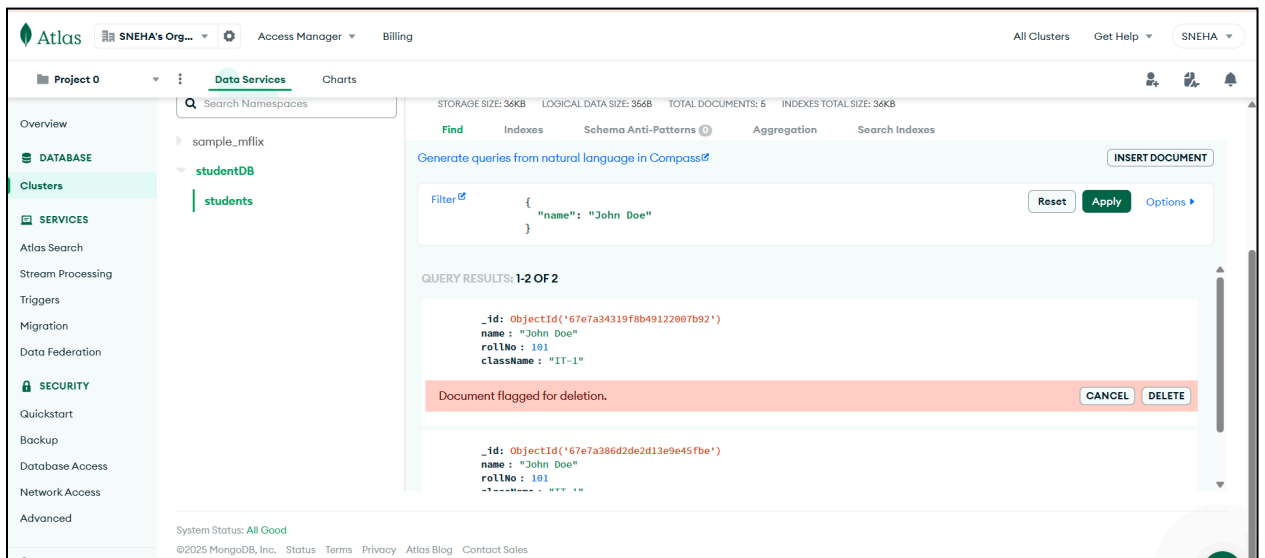 Atlas SNEHA's Org... Access Manager Billing All Clusters Get Help SNEHA
Project 0 Data Services Charts
Overview
DATABASE
Clusters
SERVICES
Atlas Search
Stream Processing
Triggers
Migration
Data Federation
SECURITY
Quickstart
Backup
Database Access
Network Access
Advanced
Search Namespaces
sample_mflix
studentDB
students
STORAGE SIZE: 36KB LOGICAL DATA SIZE: 356B TOTAL DOCUMENTS: 5 INDEXES TOTAL SIZE: 36KB
Find Indexes Schema Anti-Patterns 0 Aggregation Search Indexes
Generate queries from natural language in Compass INSERT DOCUMENT
Filter { Reset Apply Options
"name": "John Doe"
}
QUERY RESULTS: 1-2 OF 2
_id: ObjectId('67e7a34319f8b49122007b92')
name : "John Doe"
rollNo : 101
className : "IT-1"
Document flagged for deletion. CANCEL DELETE
_id: ObjectId('67e7a386d2de2d13e9e45fbe')
name : "John Doe"
rollNo : 101
className : "IT-1"
System Status: All Good
©2025 MongoDB, Inc. Status Terms Privacy Atlas Blog Contact Sales